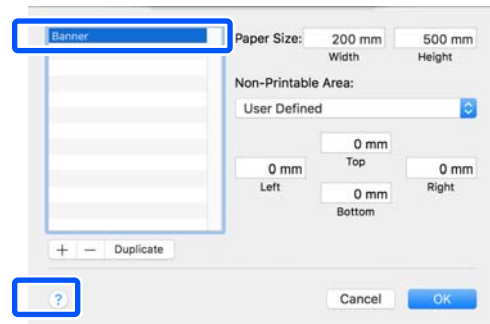 Banner
Paper Size: 200 mm 500 mm
Width Height
Non-Printable Area:
User Defined
0 mm
Top
0 mm 0 mm
Left Right
0 mm
Bottom
+ − Duplicate
? Cancel OK